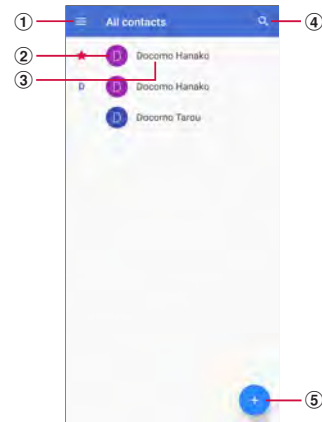 ① All contacts ④
② D Docomo Hanako
③
D D Docomo Hanako
D Docomo Tarou
+ ⑤